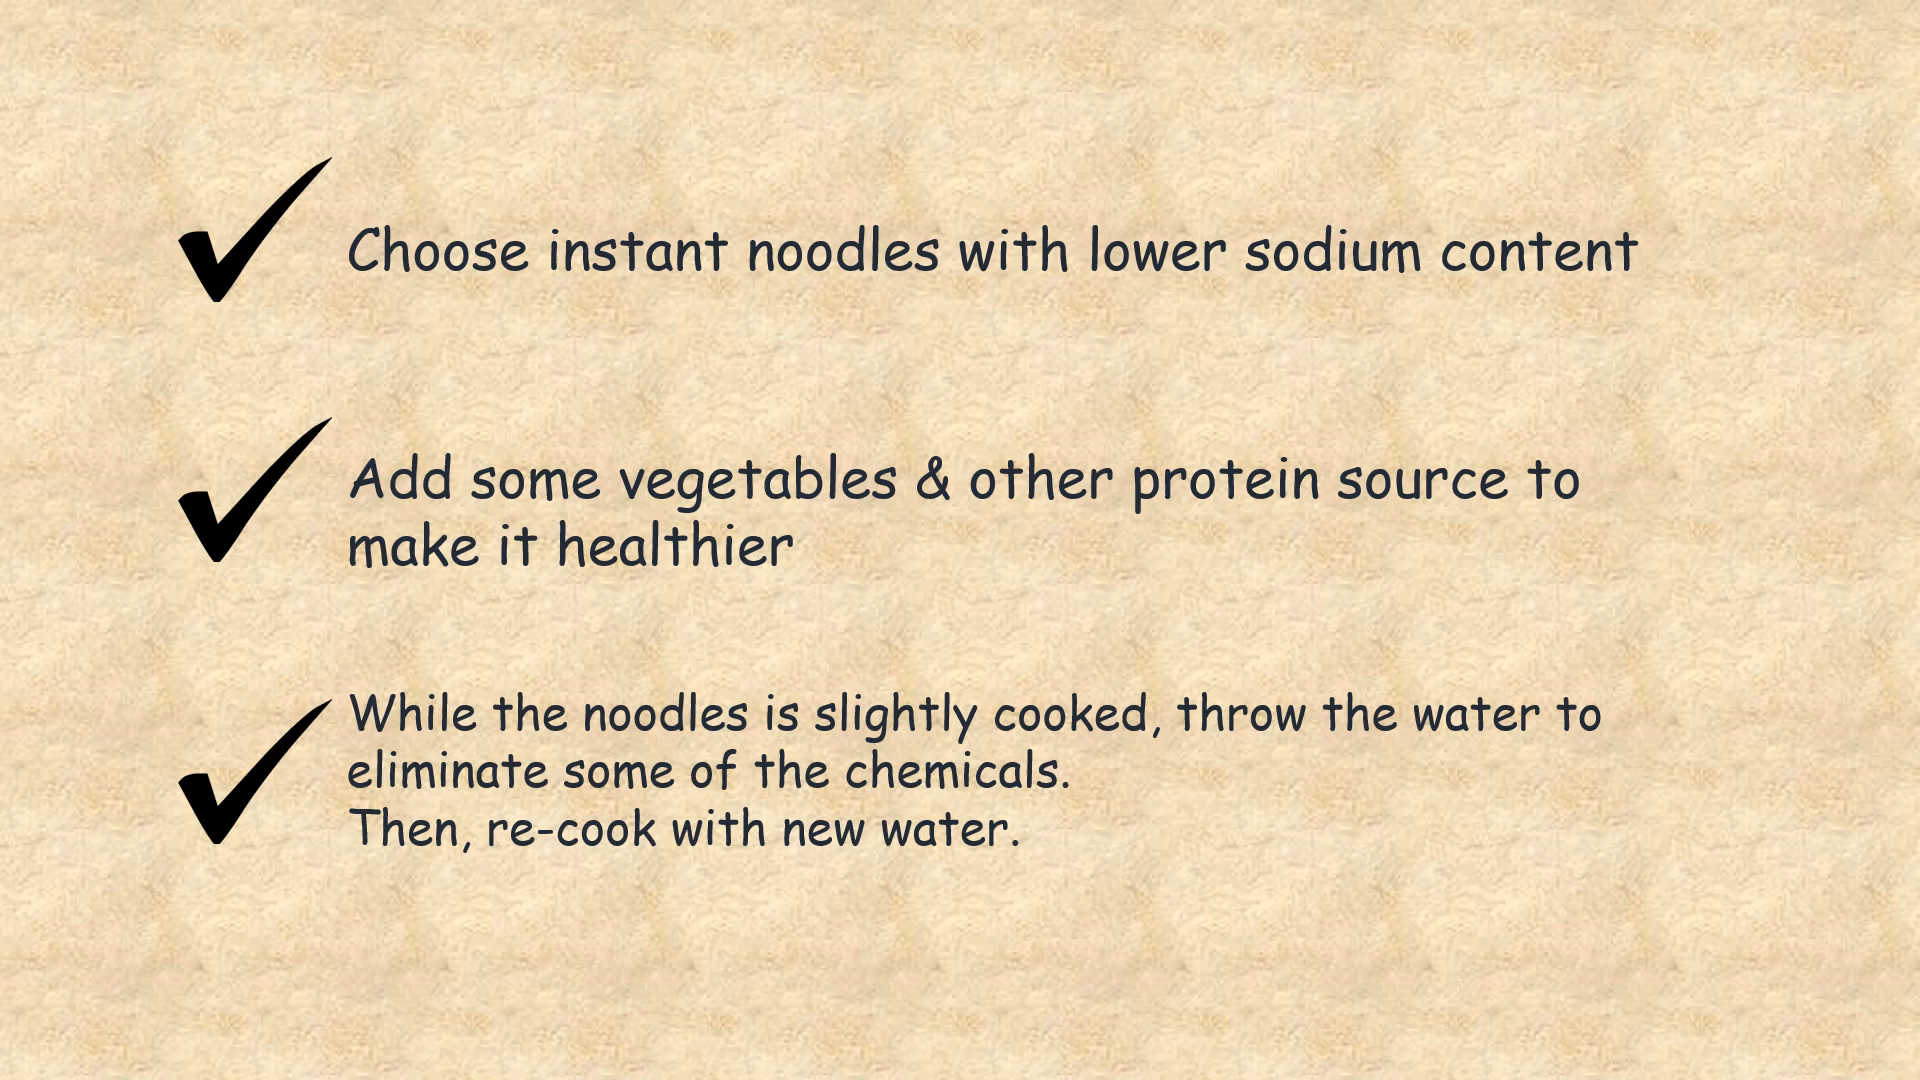 Choose instant noodles with lower sodium content
Add some vegetables & other protein source to
make it healthier
While the noodles is slightly cooked, throw the water to
eliminate some of the chemicals.
Then, re-cook with new water.